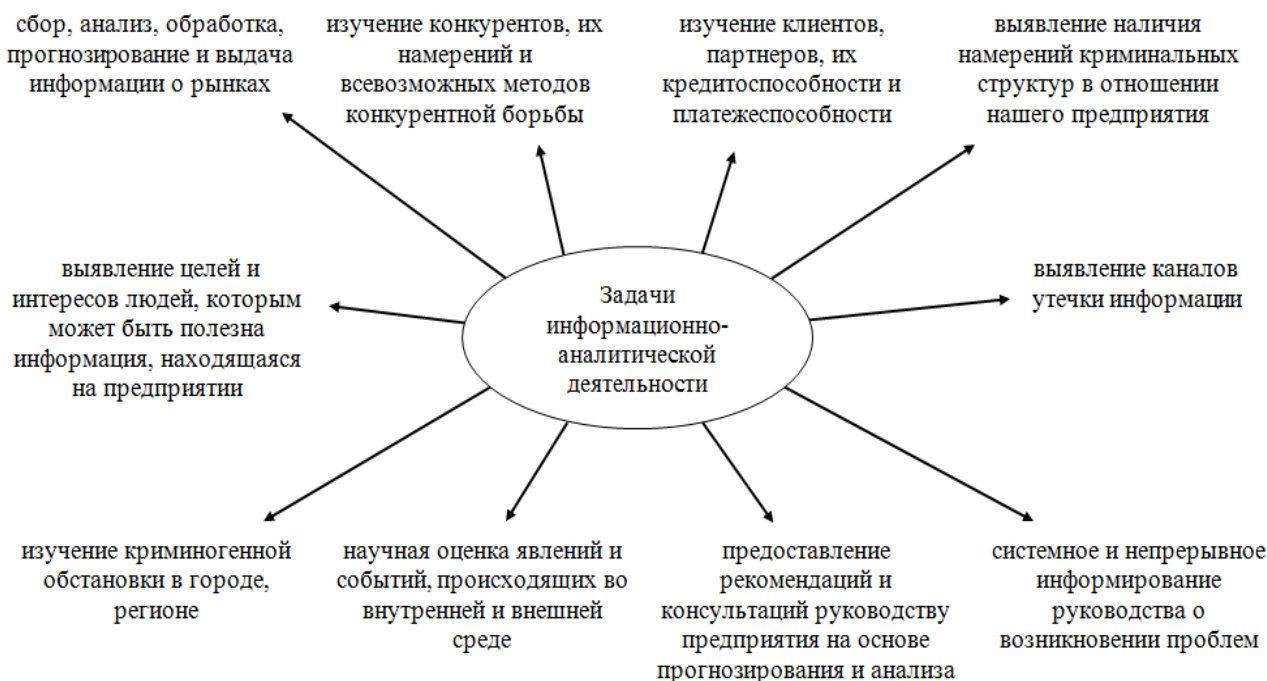 сбор, анализ, обработка,
прогнозирование и выдача
информации о рынках
изучение конкурентов, их
намерений и
всевозможных методов
конкурентной борьбы
изучение клиентов,
партнеров, их
кредитоспособности и
платежеспособности
выявление наличия
намерений криминальных
структур в отношении
нашего предприятия
выявление целей и
интересов людей, которым
может быть полезна
информация, находящаяся
на предприятии
Задачи
информационно-
аналитической
деятельности
выявление каналов
утечки информации
изучение криминогенной
обстановки в городе,
регионе
научная оценка явлений и
событий, происходящих во
внутренней и внешней
среде
предоставление
рекомендаций и
консультаций руководству
предприятия на основе
прогнозирования и анализа
системное и непрерывное
информирование
руководства о
возникновении проблем